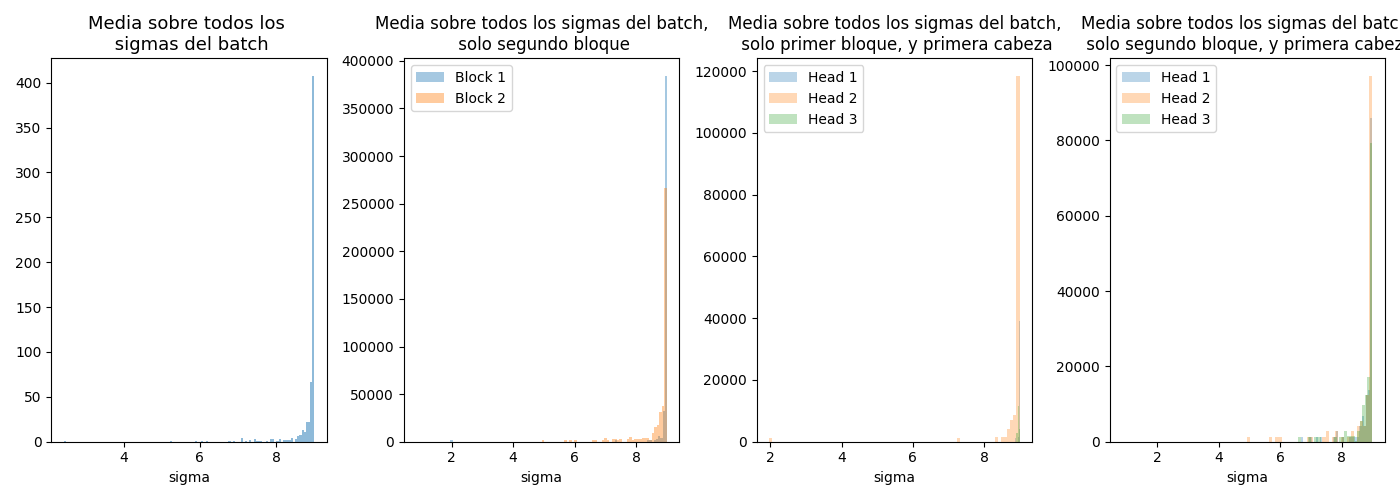 Media sobre todos los
sigmas del batch
400
350
300
250
200
150
100
50
0
4
6
8
sigma
Media sobre todos los sigmas del batch,
solo segundo bloque
Block 1
Block 2
400000
350000
300000
250000
200000
150000
100000
50000
0
2
4
6
8
sigma
Media sobre todos los sigmas del batch,
solo primer bloque, y primera cabeza
Head 1
Head 2
Head 3
120000
100000
80000
60000
40000
20000
0
2
4
6
8
sigma
Media sobre todos los sigmas del batc
solo segundo bloque, y primera cabez
Head 1
Head 2
Head 3
100000
80000
60000
40000
20000
0
2
4
6
8
sigma